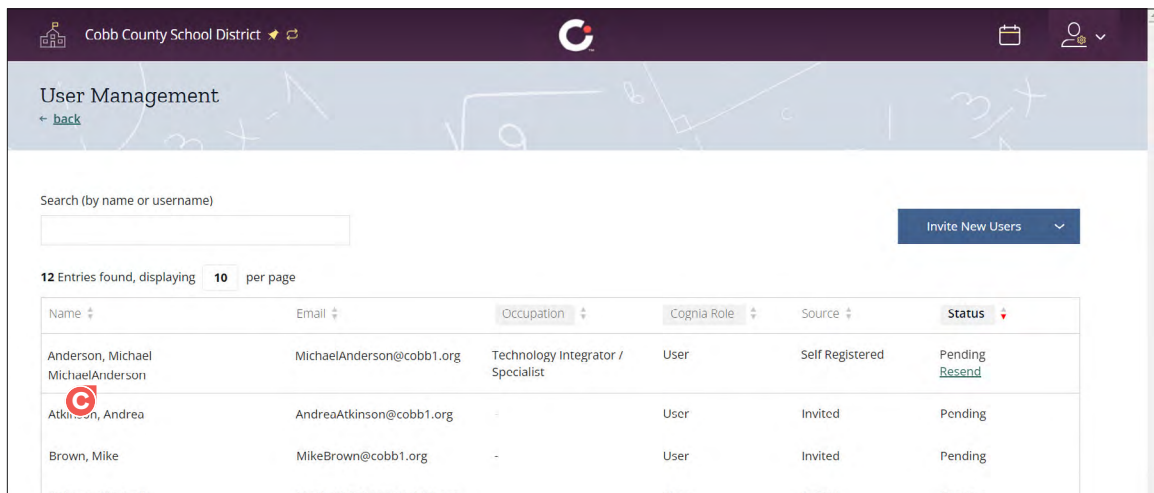 Cobb County School District
User Management
← back
Search (by name or username)
Invite New Users
12 Entries found, displaying 10 per page
Name Email Occupation Cognia Role Source Status
Anderson, Michael MichaelAnderson@cobb1.org Technology Integrator / User Self Registered Pending
MichaelAnderson Specialist Resend
C
Andrea AndreaAtkinson@cobb1.org - User Invited Pending
Brown, Mike MikeBrown@cobb1.org - User Invited Pending